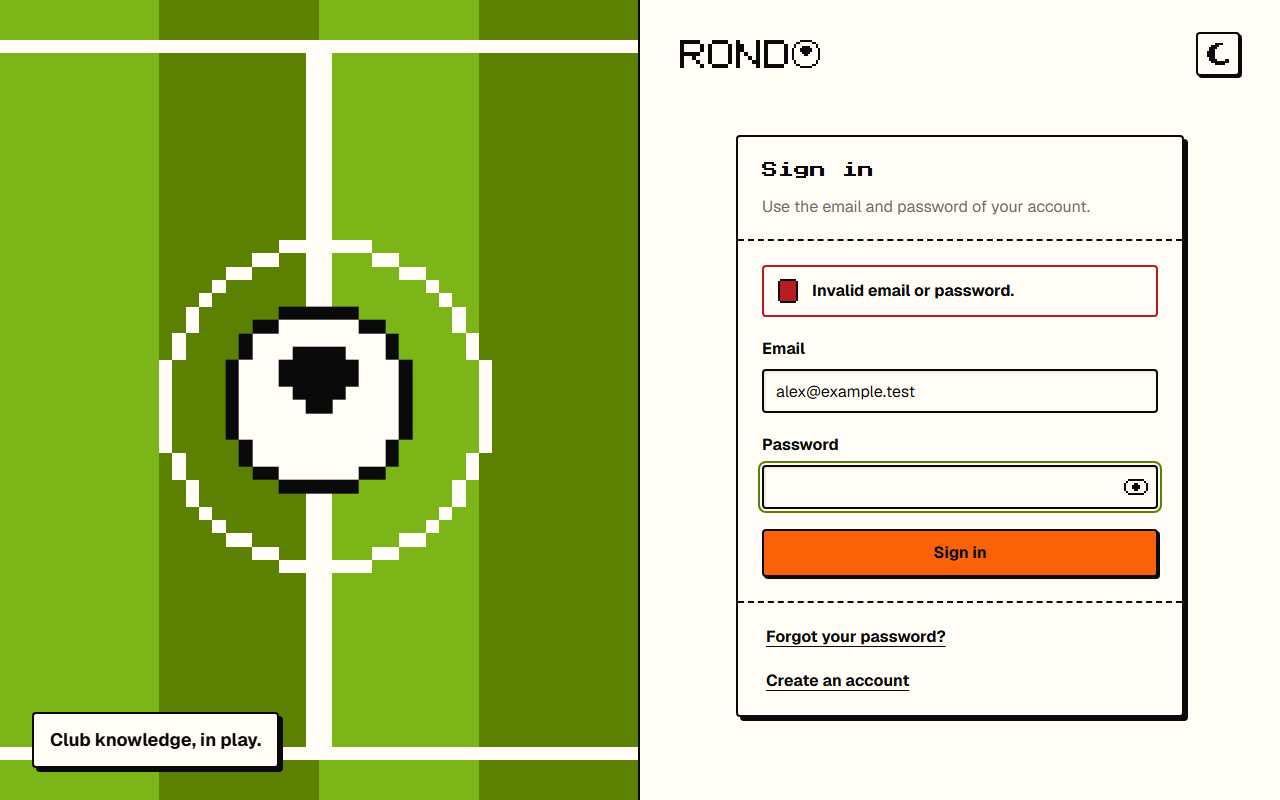 RONDO
Sign in
Use the email and password of your account.
Invalid email or password.
Email
alex@example.test
Password
Sign in
Forgot your password?
Create an account
Club knowledge, in play.